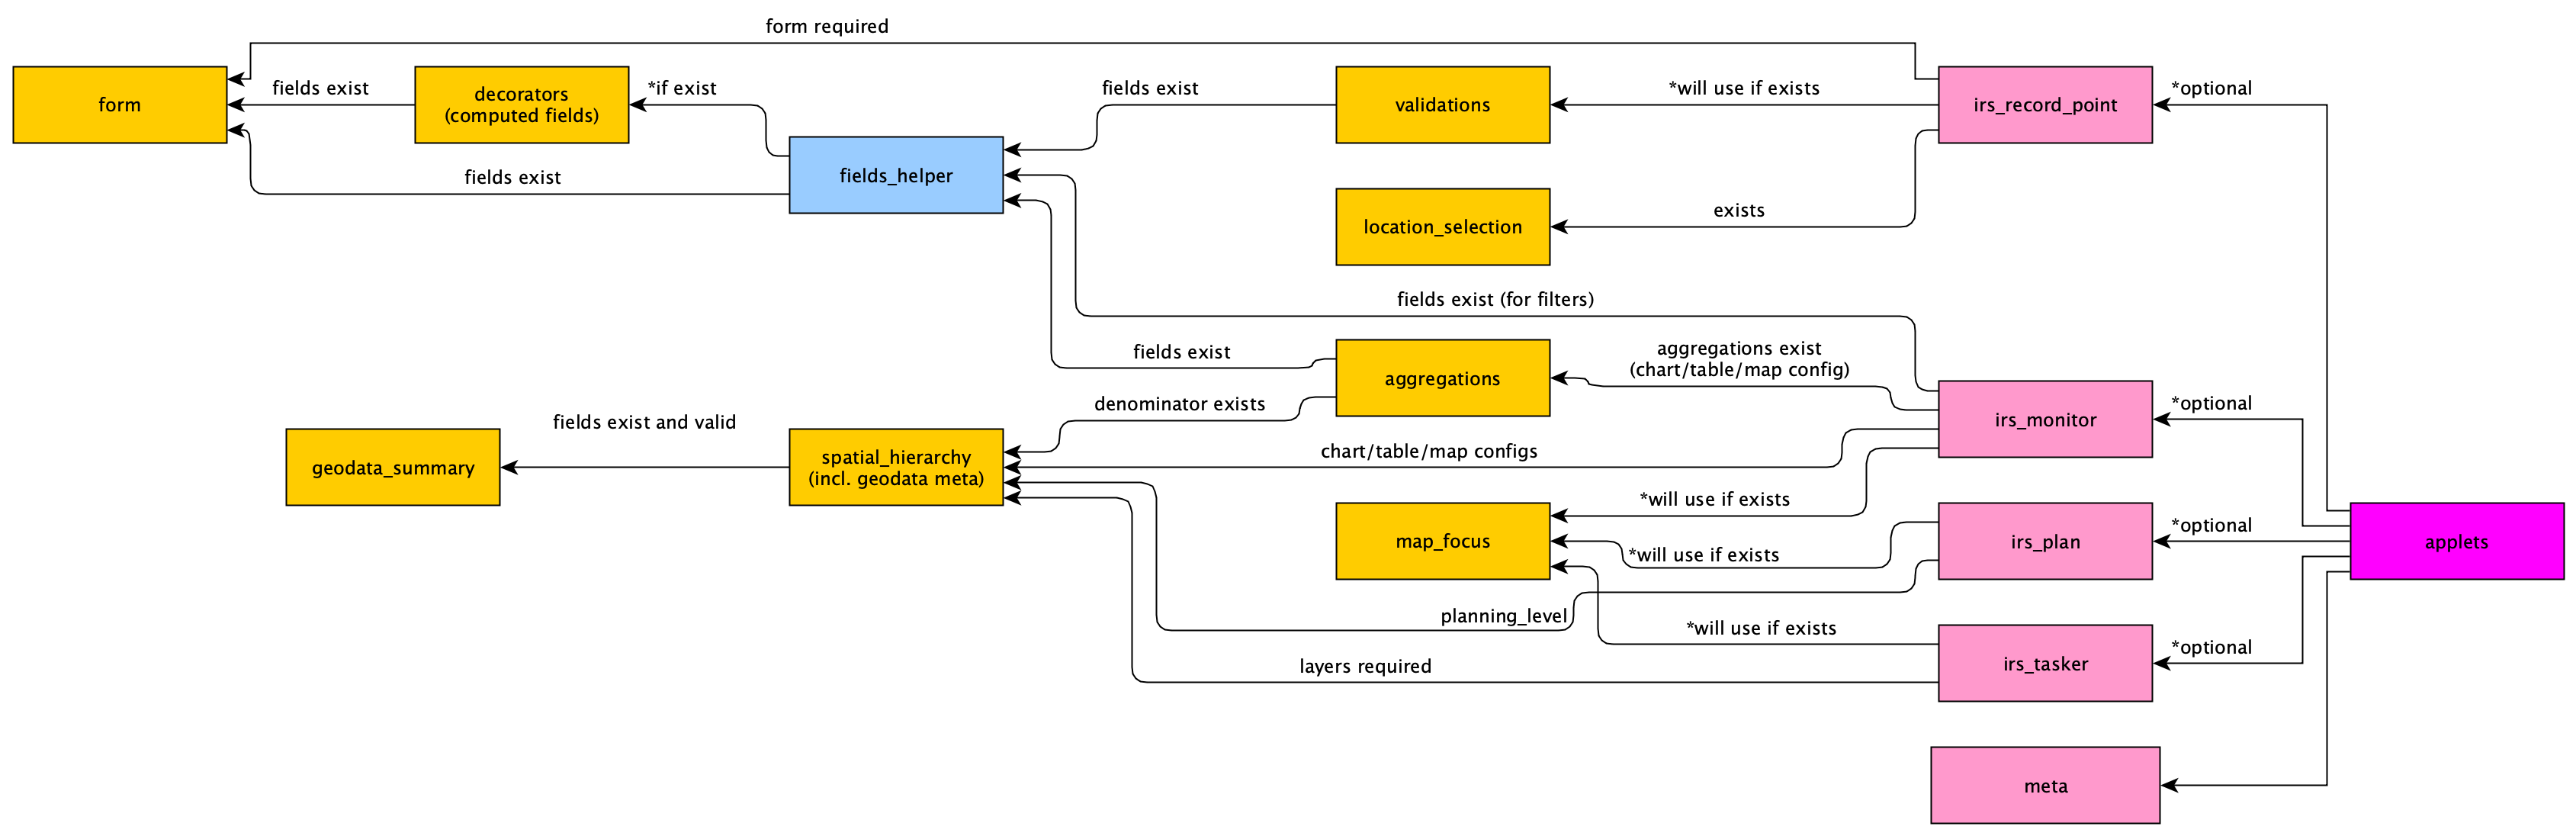 form required
form
fields exist
decorators
(computed fields)
*if exist
fields exist
validations
*will use if exists
irs_record_point
*optional
fields exist
fields_helper
exists
location_selection
fields exist (for filters)
fields exist
aggregations
aggregations exist
(chart/table/map config)
denominator exists
irs_monitor
*optional
fields exist and valid
geodata_summary
spatial_hierarchy
(incl. geodata meta)
chart/table/map configs
*will use if exists
map_focus
*will use if exists
irs_plan
*optional
applets
planning_level
*will use if exists
layers required
irs_tasker
*optional
meta